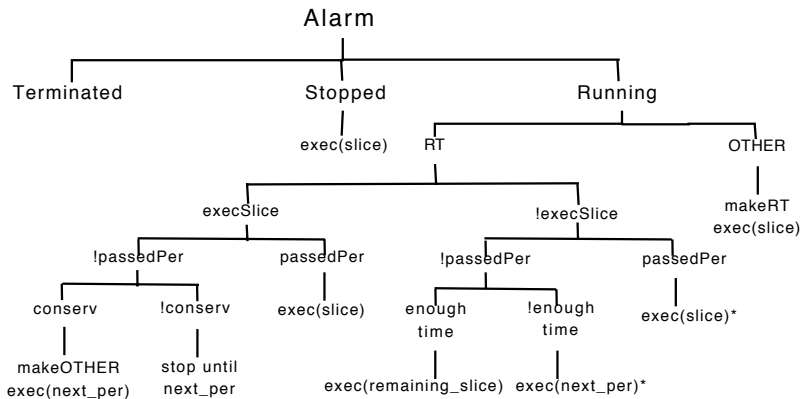 Alarm
Terminated
Stopped
Running
exec(slice)
RT
OTHER
makeRT
exec(slice)
execSlice
!execSlice
!passedPer
passedPer
!passedPer
passedPer
conserv
!conserv
exec(slice)
enough
time
!enough
time
exec(slice)*
makeOTHER
exec(next_per)
stop until
next_per
exec(remaining_slice)
exec(next_per)*